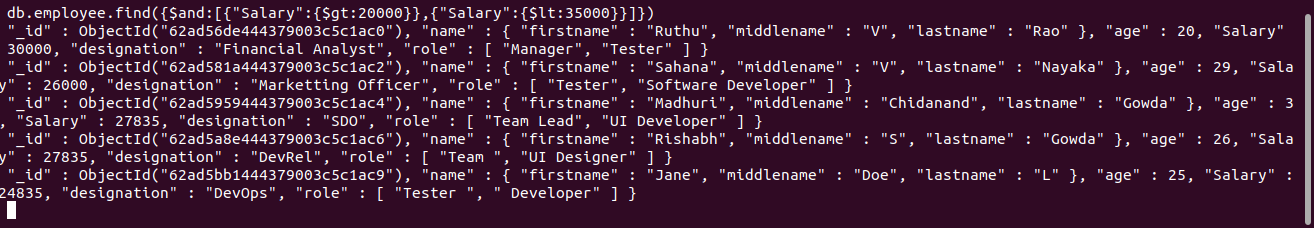 db.employee.find({$and:[{"Salary":{$gt:20000}},{"Salary":{$lt:35000}}]})
"_id" : ObjectId("62ad56de444379003c5c1ac0"), "name" : { "firstname" : "Ruthu", "middlename" : "V", "lastname" : "Rao" }, "age" : 20, "Salary"
30000, "designation" : "Financial Analyst", "role" : [ "Manager", "Tester" ] }
"_id" : ObjectId("62ad581a444379003c5c1ac2"), "name" : { "firstname" : "Sahana", "middlename" : "V", "lastname" : "Nayaka" }, "age" : 29, "Sala
y" : 26000, "designation" : "Marketting Officer", "role" : [ "Tester", "Software Developer" ] }
"_id" : ObjectId("62ad5959444379003c5c1ac4"), "name" : { "firstname" : "Madhuri", "middlename" : "Chidanand", "lastname" : "Gowda" }, "age" : 3
, "Salary" : 27835, "designation" : "SDO", "role" : [ "Team Lead", "UI Developer" ] }
"_id" : ObjectId("62ad5a8e444379003c5c1ac6"), "name" : { "firstname" : "Rishabh", "middlename" : "S", "lastname" : "Gowda" }, "age" : 26, "Sala
y" : 27835, "designation" : "DevRel", "role" : [ "Team ", "UI Designer" ] }
"_id" : ObjectId("62ad5bb1444379003c5c1ac9"), "name" : { "firstname" : "Jane", "middlename" : "Doe", "lastname" : "L" }, "age" : 25, "Salary" :
24835, "designation" : "DevOps", "role" : [ "Tester ", " Developer" ] }